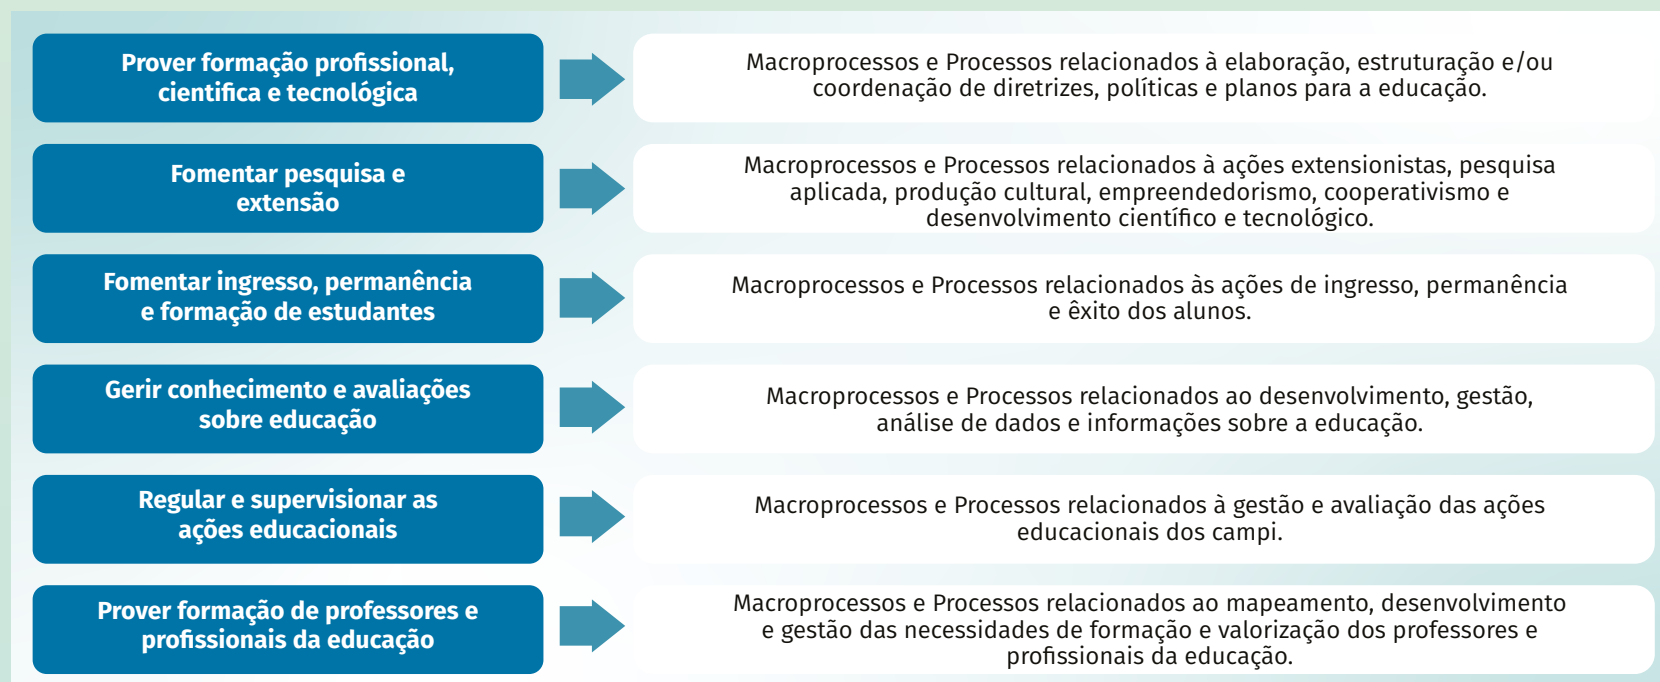 Prover formação profissional,
cientifica e tecnológica
Macroprocessos e Processos relacionados à elaboração, estruturação e/ou
coordenação de diretrizes, políticas e planos para a educação.
Fomentar pesquisa e
extensão
Macroprocessos e Processos relacionados à ações extensionistas, pesquisa
aplicada, produção cultural, empreendedorismo, cooperativismo e
desenvolvimento científico e tecnológico.
Fomentar ingresso, permanência
e formação de estudantes
Macroprocessos e Processos relacionados às ações de ingresso, permanência
e êxito dos alunos.
Gerir conhecimento e avaliações
sobre educação
Macroprocessos e Processos relacionados ao desenvolvimento, gestão,
análise de dados e informações sobre a educação.
Regular e supervisionar as
ações educacionais
Macroprocessos e Processos relacionados à gestão e avaliação das ações
educacionais dos campi.
Prover formação de professores e
profissionais da educação
Macroprocessos e Processos relacionados ao mapeamento, desenvolvimento
e gestão das necessidades de formação e valorização dos professores e
profissionais da educação.